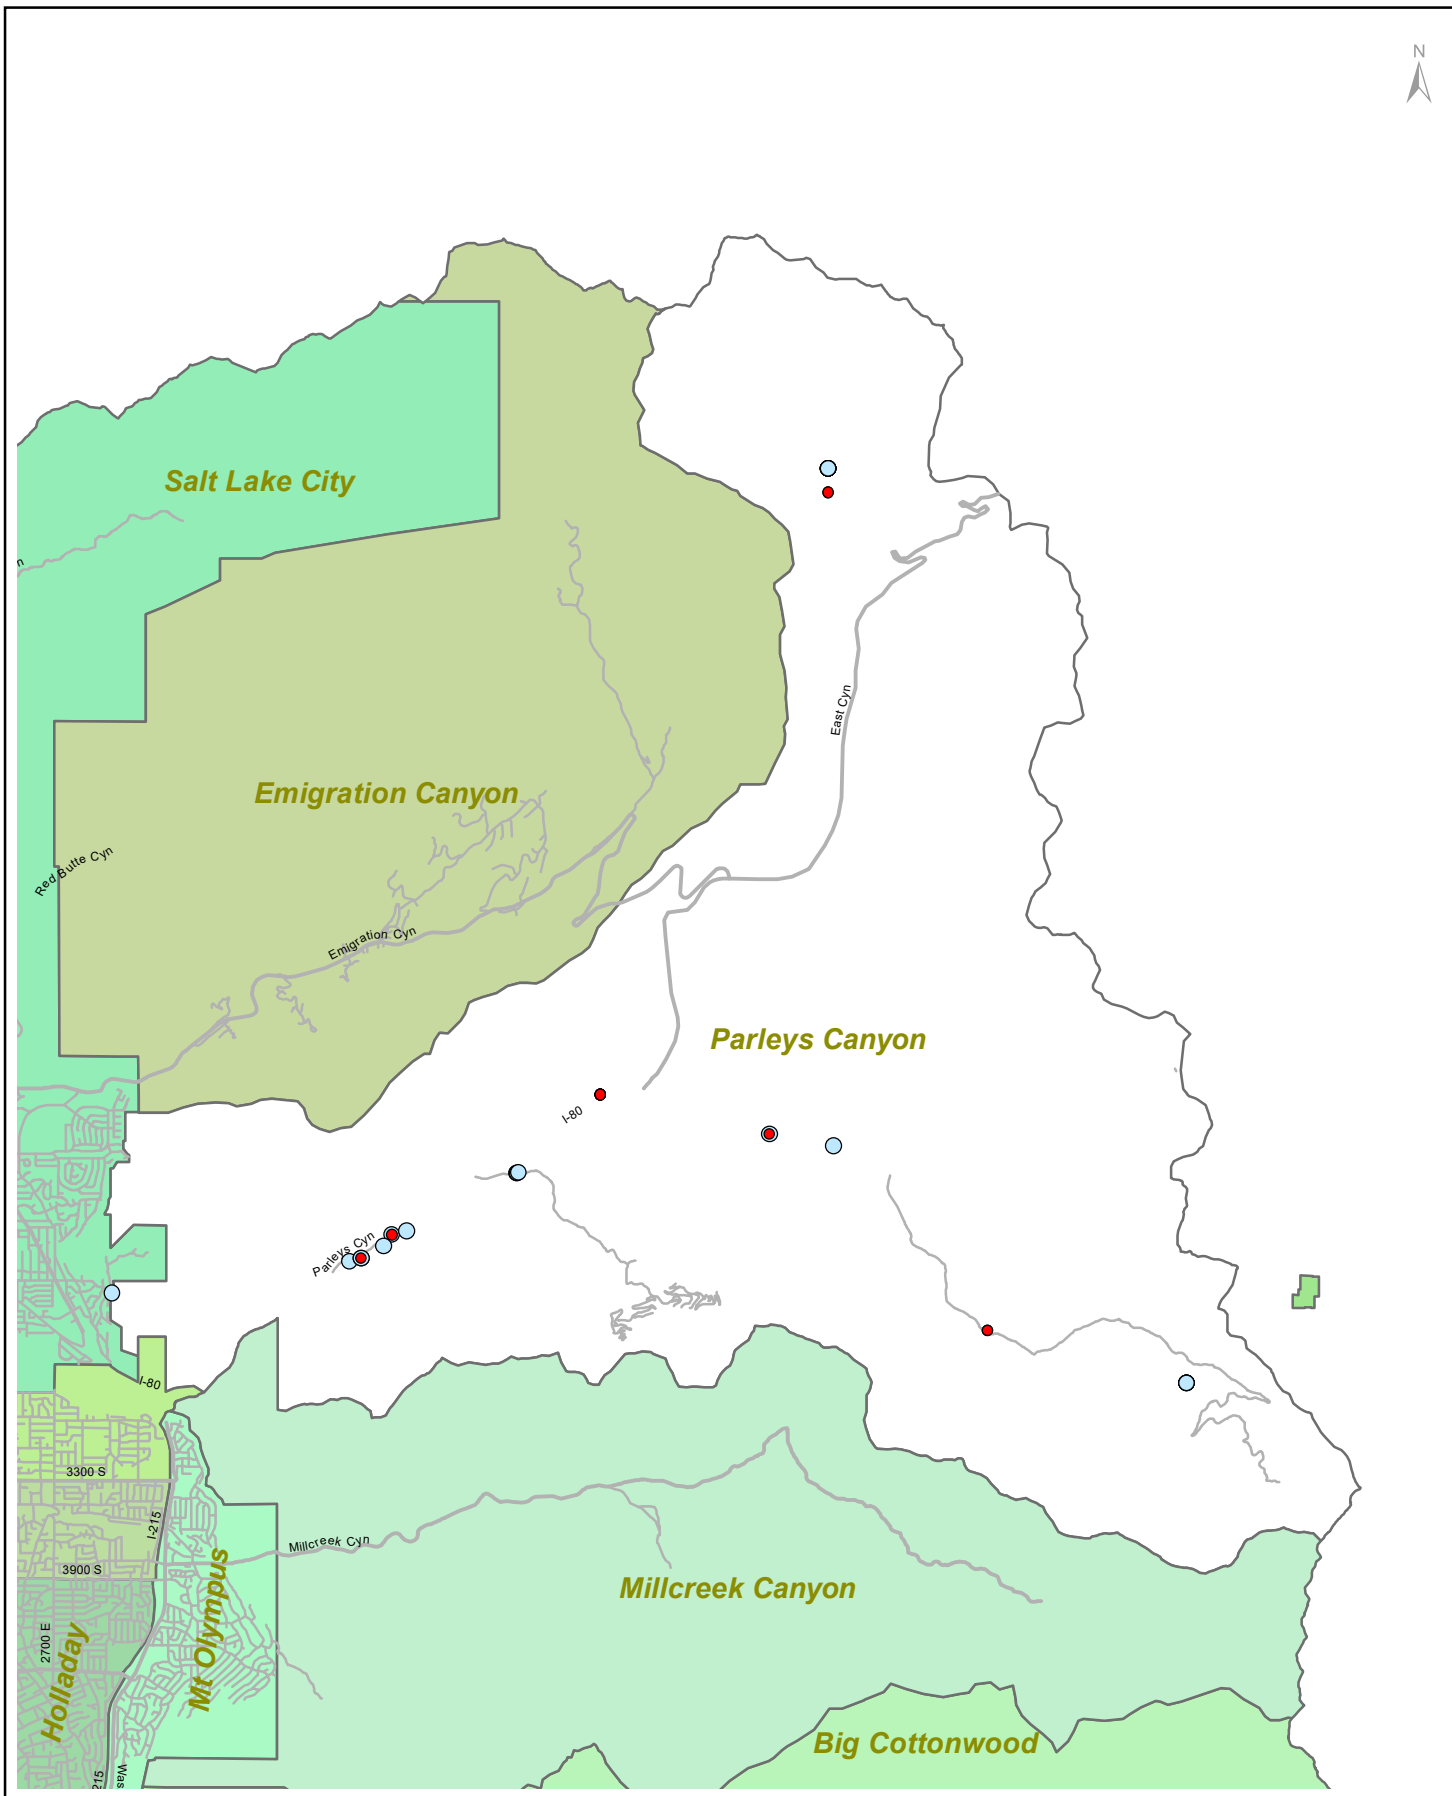 N
Salt Lake City
n
East Cyn
Emigration Canyon
Red Butte Cyn
Emigration Cyn
Parleys Canyon
I-80
Parleys Cyn
I-80
3300 S
I-215
Millcreek Cyn
3900 S
Millcreek Canyon
Mt Olympus
2700 E
Holladay
Big Cottonwood
215
Was